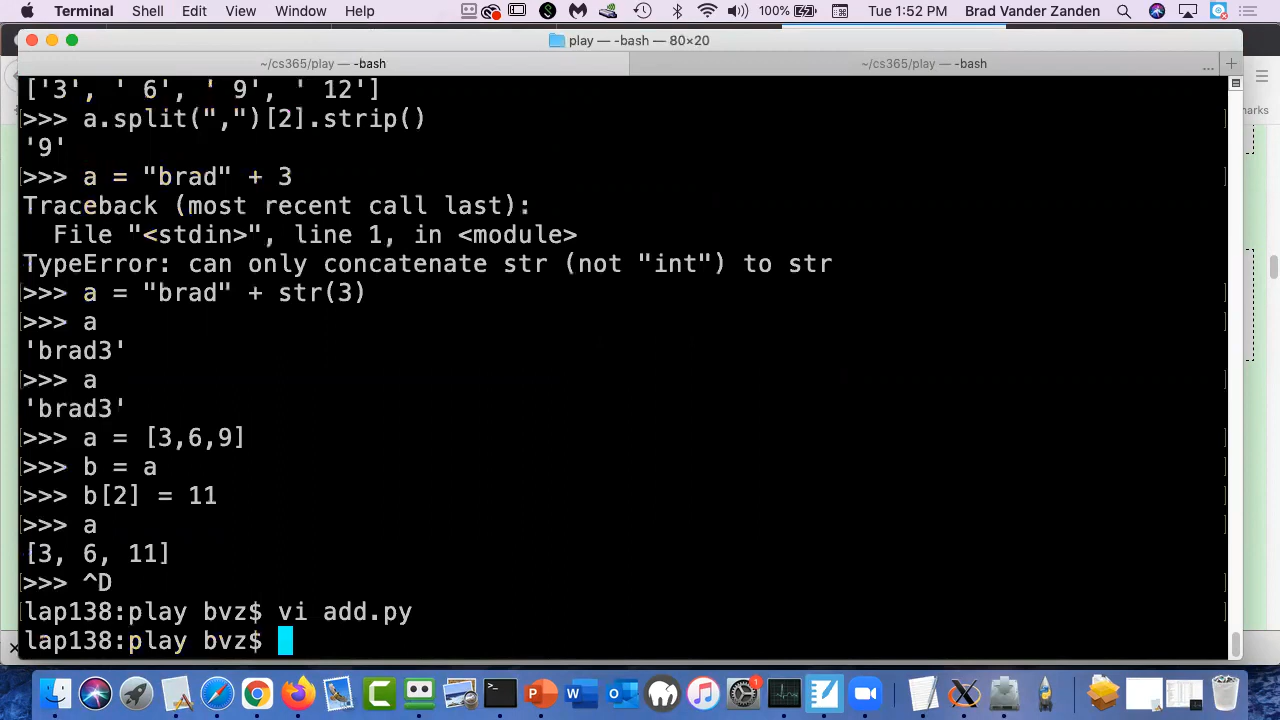 Terminal Shell Edit View Window Help 100% Tue 1:52 PM Brad Vander Zanden
play — -bash — 80×20
~/cs365/play — -bash ~/cs365/play — -bash ... +
['3', ' 6', ' 9', ' 12']
>>> a.split(",")[2].strip()
'9'
>>> a = "brad" + 3
Traceback (most recent call last):
  File "<stdin>", line 1, in <module>
TypeError: can only concatenate str (not "int") to str
>>> a = "brad" + str(3)
>>> a
'brad3'
>>> a
'brad3'
>>> a = [3,6,9]
>>> b = a
>>> b[2] = 11
>>> a
[3, 6, 11]
>>> ^D
lap138:play bvz$ vi add.py
lap138:play bvz$